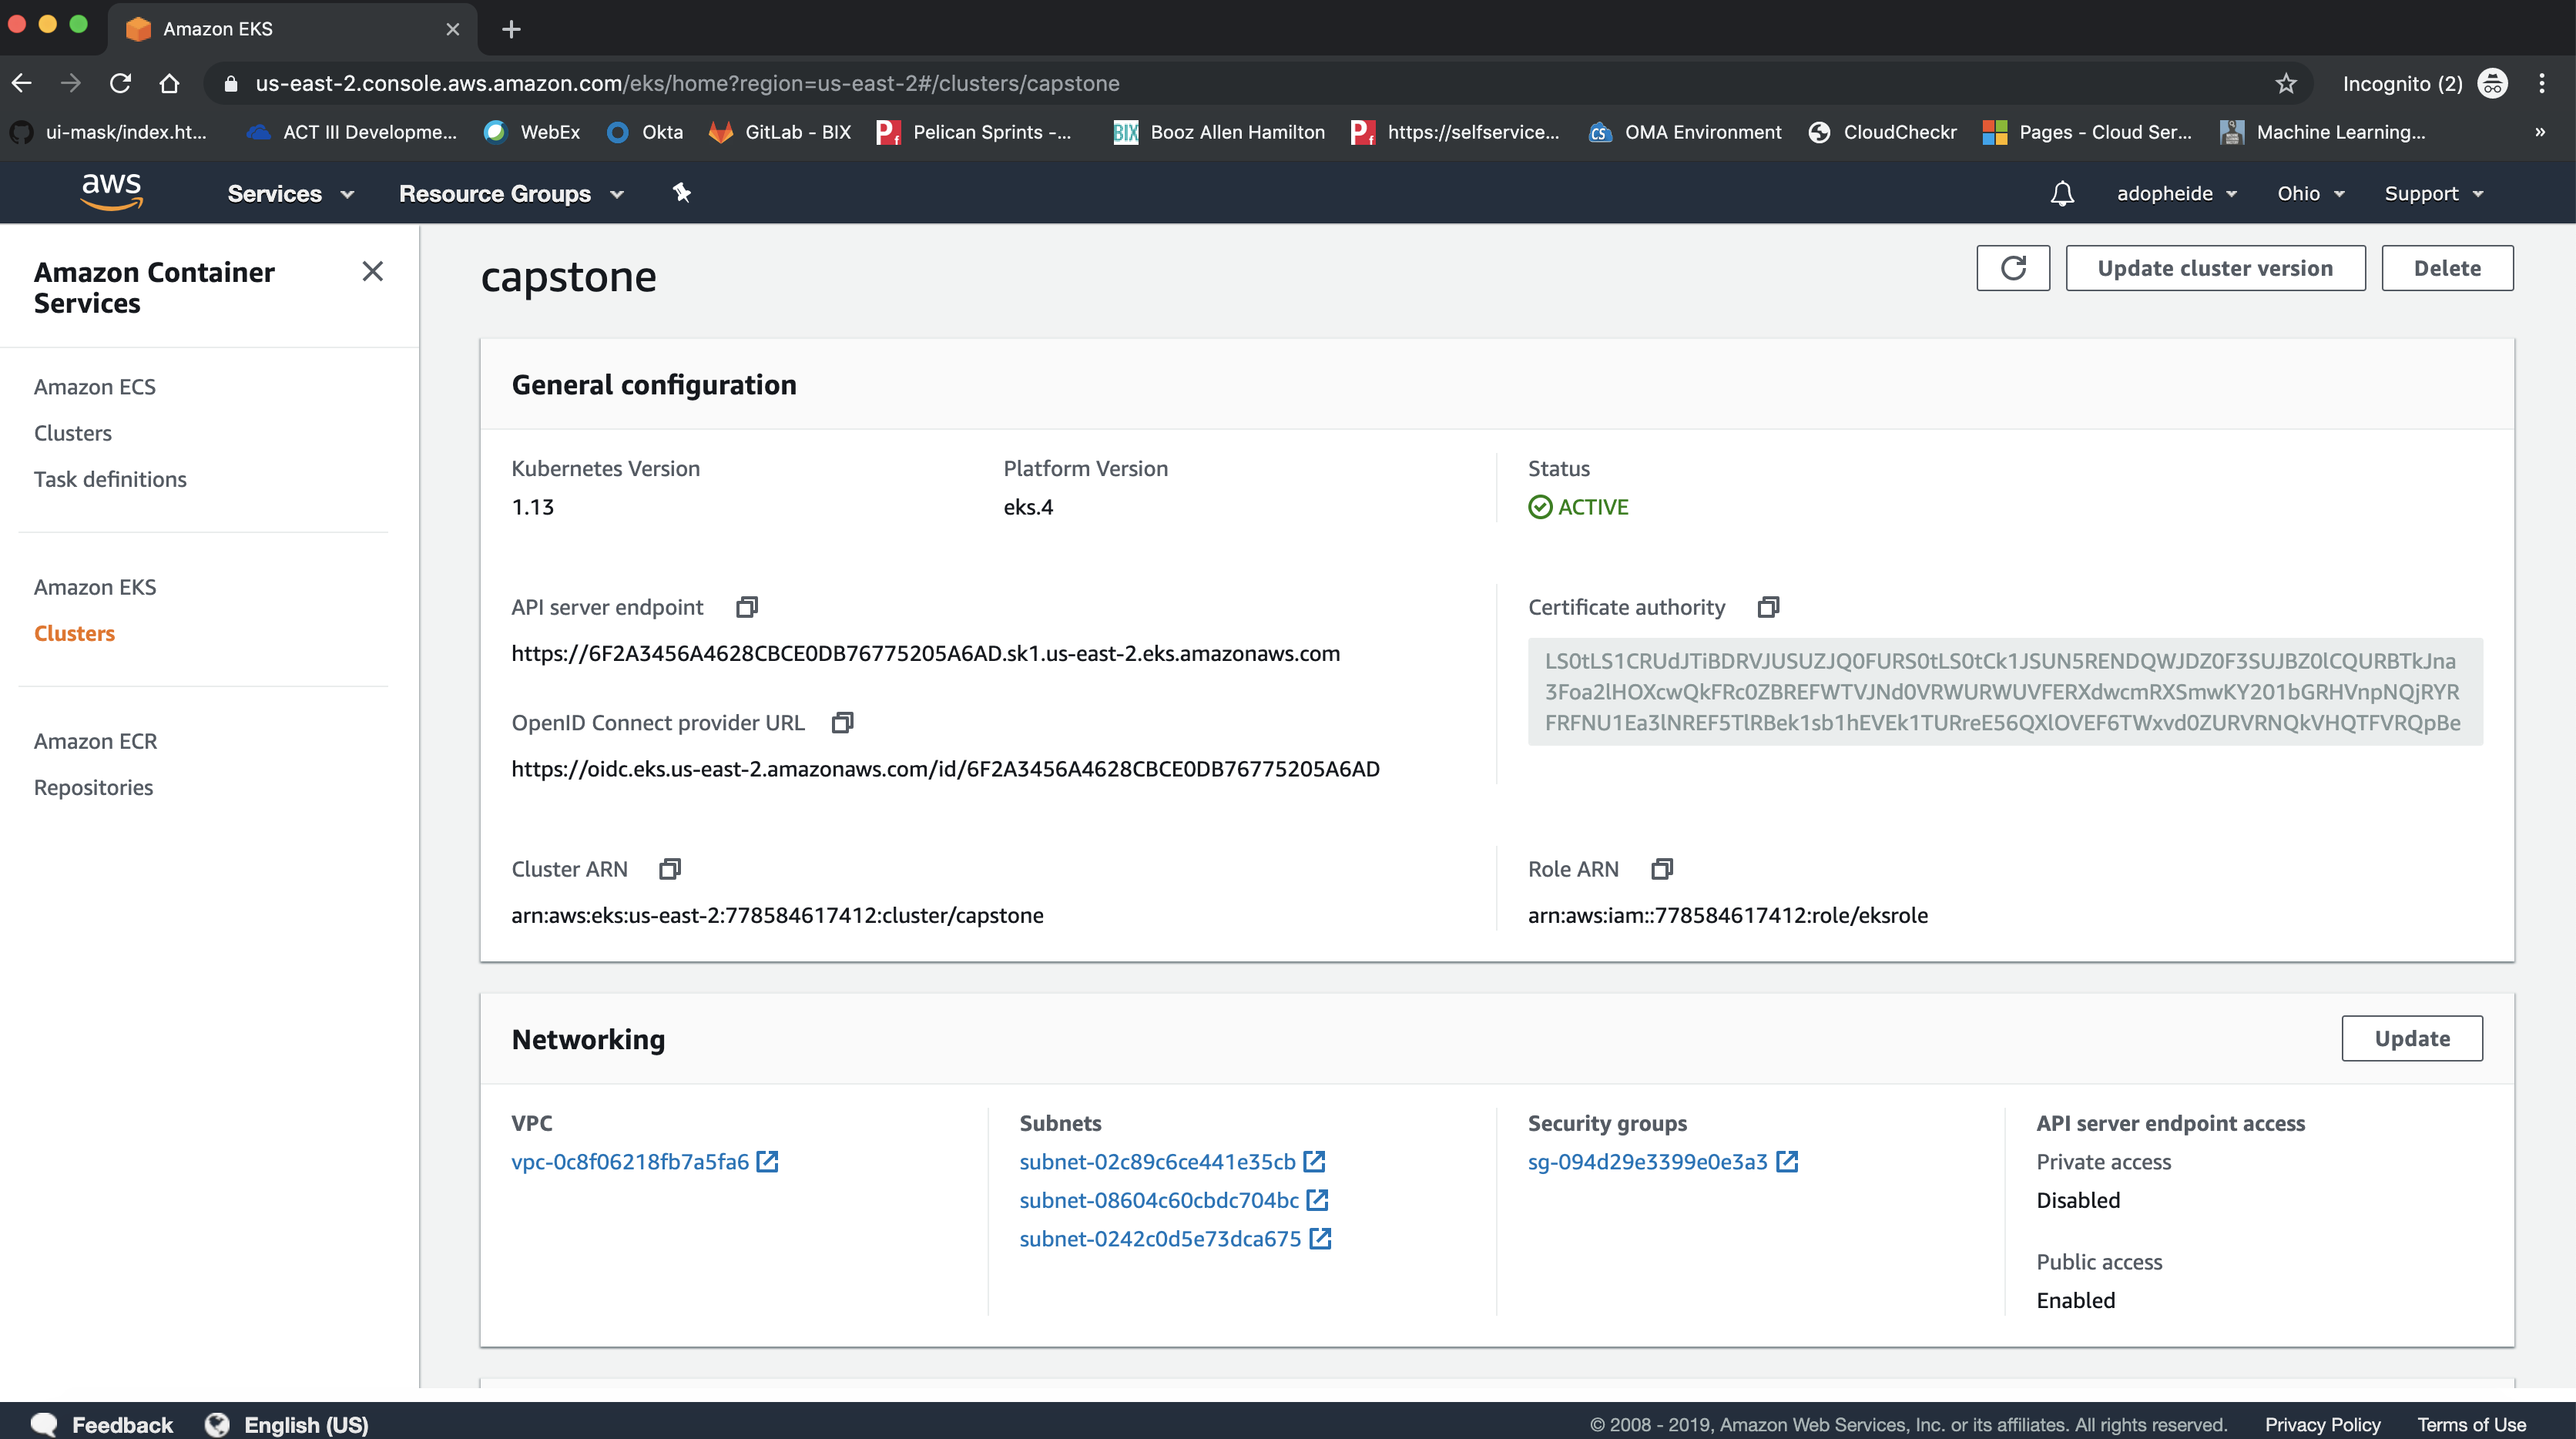 Amazon EKS
us-east-2.console.aws.amazon.com/eks/home?region=us-east-2#/clusters/capstone
Incognito (2)
ui-mask/index.ht...
ACT III Developme...
WebEx
Okta
GitLab - BIX
Pelican Sprints -...
BIX
Booz Allen Hamilton
https://selfservice...
CS
OMA Environment
CloudCheckr
Pages - Cloud Ser...
Machine Learning...
»
aws
Services
Resource Groups
adopheide
Ohio
Support
Amazon Container
Services
Amazon ECS
Clusters
Task definitions
Amazon EKS
Clusters
Amazon ECR
Repositories
capstone
Update cluster version
Delete
General configuration
Kubernetes Version
1.13
Platform Version
eks.4
Status
ACTIVE
API server endpoint
https://6F2A3456A4628CBCE0DB76775205A6AD.sk1.us-east-2.eks.amazonaws.com
OpenID Connect provider URL
https://oidc.eks.us-east-2.amazonaws.com/id/6F2A3456A4628CBCE0DB76775205A6AD
Certificate authority
LS0tLS1CRUdJTiBDRVJUSUZJQ0FURS0tLS0tCk1JSUN5RENDQWJDZ0F3SUJBZ0lCQURBTkJna
3Foa2lHOXcwQkFRc0ZBREFWTVJNd0VRWURWUVFERXdwcmRXSmwKY201bGRHVnpNQjRYR
FRFNU1Ea3lNREF5TlRBek1sb1hEVEk1TURreE56QXlOVEF6TWxvd0ZURVRNQkVHQTFVRQpBe
Cluster ARN
arn:aws:eks:us-east-2:778584617412:cluster/capstone
Role ARN
arn:aws:iam::778584617412:role/eksrole
Networking
Update
VPC
vpc-0c8f06218fb7a5fa6
Subnets
subnet-02c89c6ce441e35cb
subnet-08604c60cbdc704bc
subnet-0242c0d5e73dca675
Security groups
sg-094d29e3399e0e3a3
API server endpoint access
Private access
Disabled
Public access
Enabled
Feedback
English (US)
© 2008 - 2019, Amazon Web Services, Inc. or its affiliates. All rights reserved.
Privacy Policy
Terms of Use